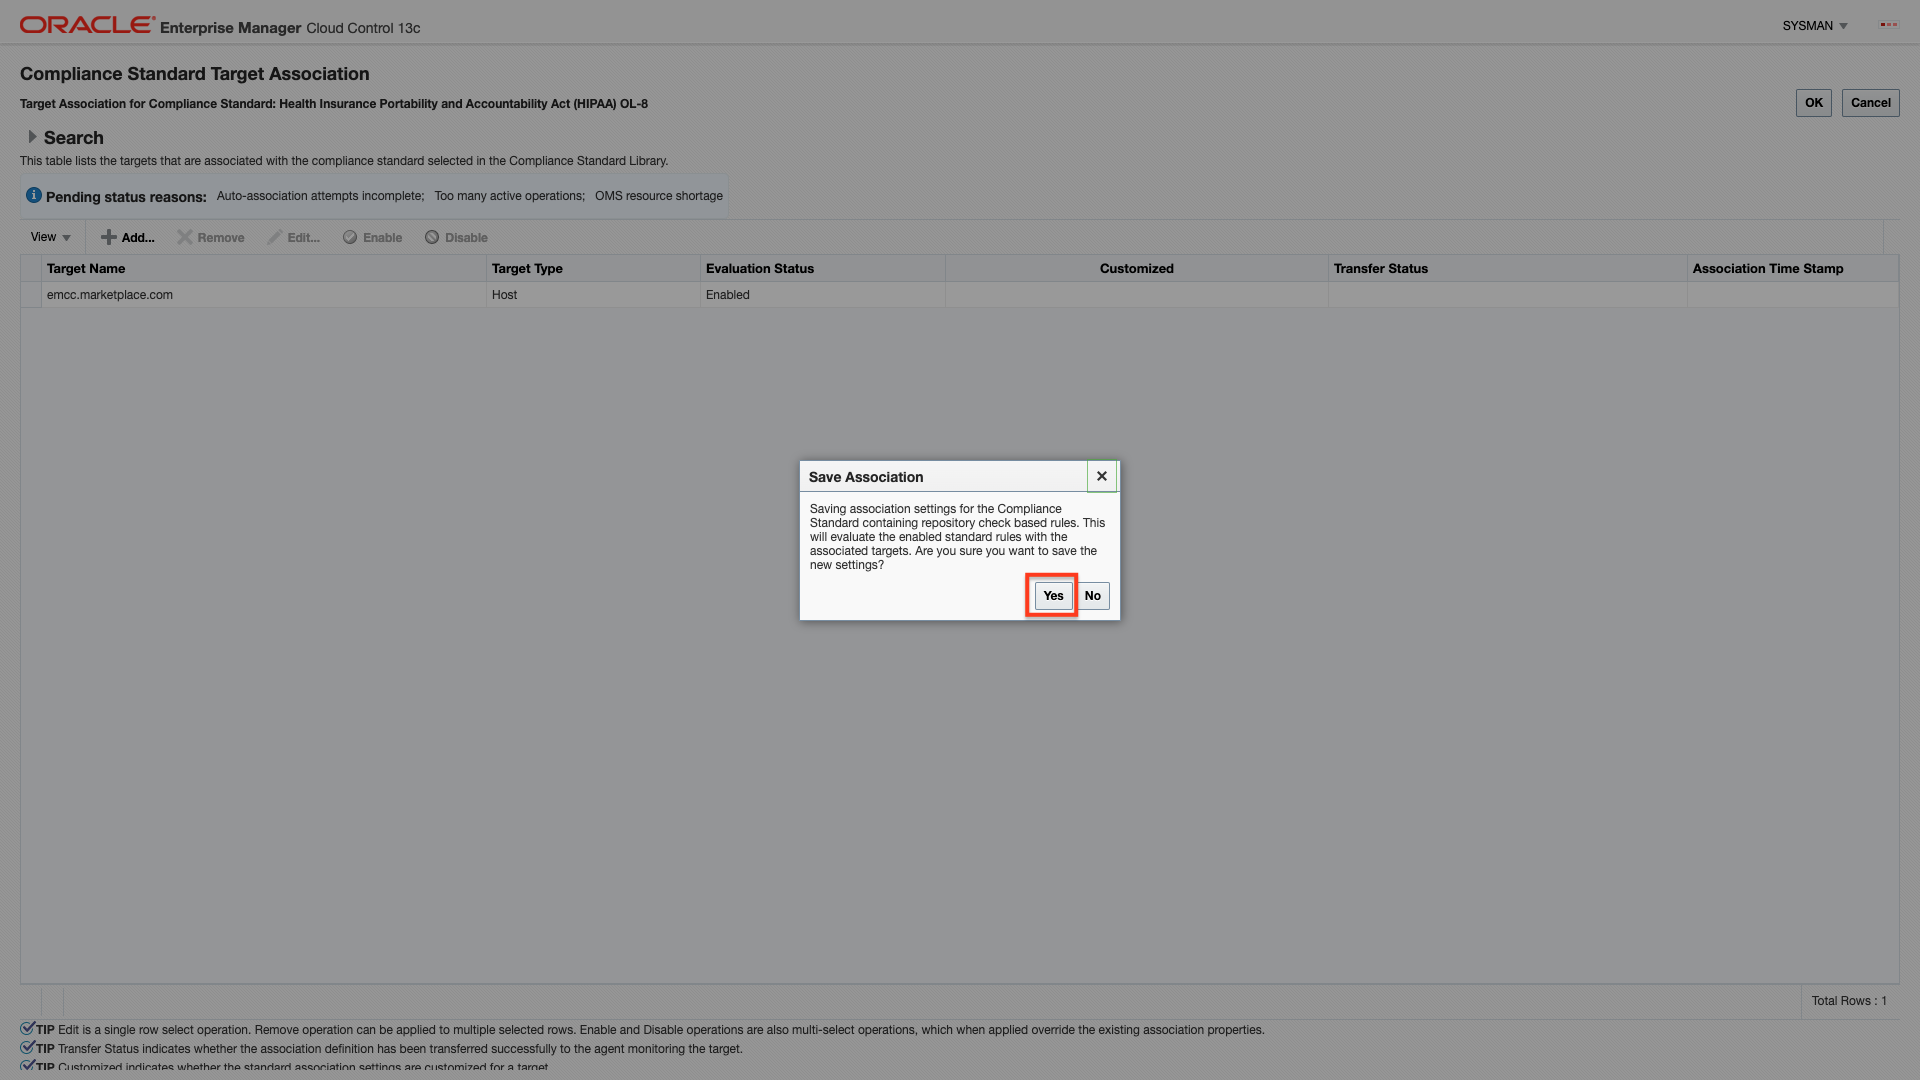 ORACLE Enterprise Manager Cloud Control 13c
SYSMAN
Compliance Standard Target Association
Target Association for Compliance Standard: Health Insurance Portability and Accountability Act (HIPAA) OL-8
OK Cancel
Search
This table lists the targets that are associated with the compliance standard selected in the Compliance Standard Library.
Pending status reasons: Auto-association attempts incomplete; Too many active operations; OMS resource shortage
View Add... Remove Edit... Enable Disable
Target Name Target Type Evaluation Status Customized Transfer Status Association Time Stamp
emcc.marketplace.com Host Enabled
Save Association
Saving association settings for the Compliance
Standard containing repository check based rules. This
will evaluate the enabled standard rules with the
associated targets. Are you sure you want to save the
new settings?
Yes No
Total Rows : 1
TIP Edit is a single row select operation. Remove operation can be applied to multiple selected rows. Enable and Disable operations are also multi-select operations, which when applied override the existing association properties.
TIP Transfer Status indicates whether the association definition has been transferred successfully to the agent monitoring the target.
TIP Customized indicates whether the standard association settings are customized for a target.